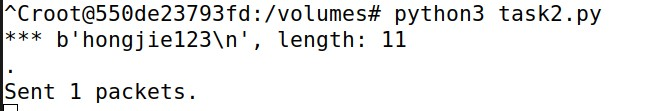 ^Croot@550de23793fd:/volumes# python3 task2.py
*** b'hongjie123\n', length: 11
.
Sent 1 packets.